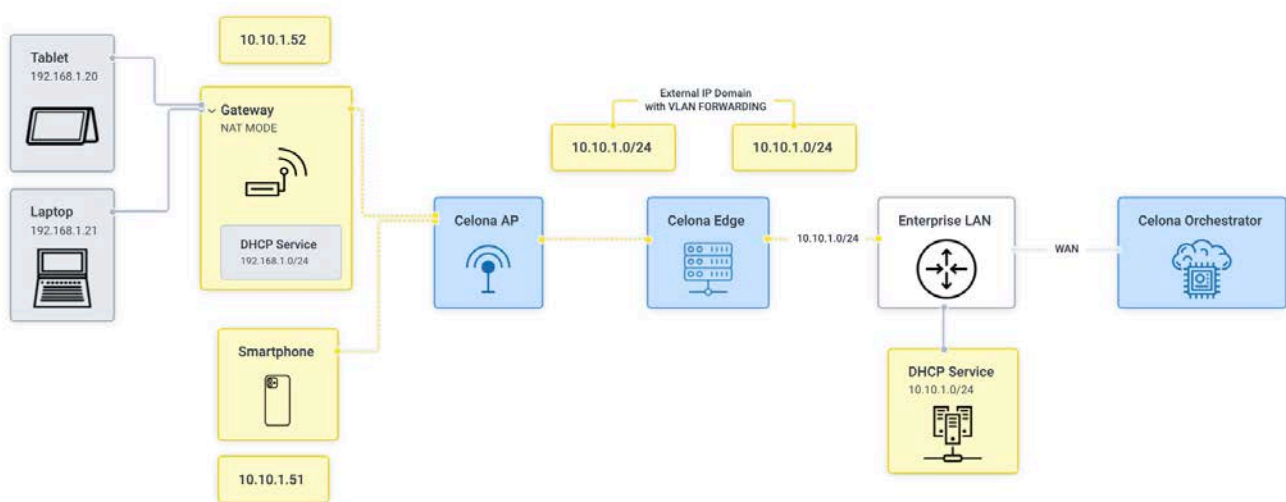 10.10.1.52
Tablet
192.168.1.20
Gateway
NAT MODE
DHCP Service
192.168.1.0/24
Laptop
192.168.1.21
Smartphone
10.10.1.51
External IP Domain
with VLAN FORWARDING
10.10.1.0/24
10.10.1.0/24
Celona AP
Celona Edge
10.10.1.0/24
Enterprise LAN
WAN
Celona Orchestrator
DHCP Service
10.10.1.0/24